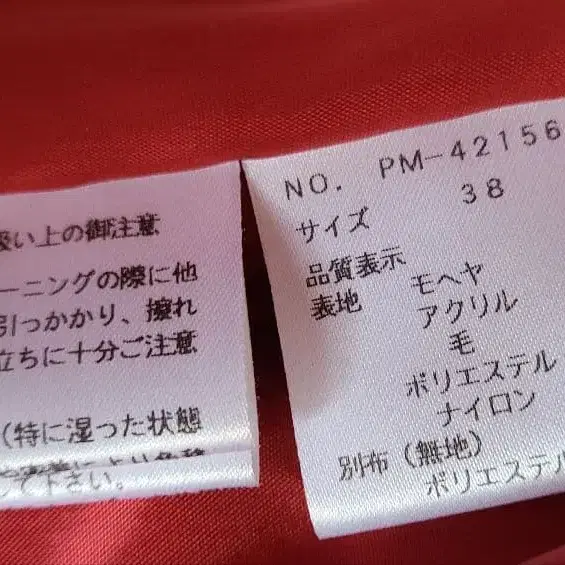 扱い上の御注意
ーニングの際に他
引っかかり、擦れ
立ちに十分ご注意
(特に湿った状態
して下さい。
NO. PM-42156
サイズ 38
品質表示
表地 モヘヤ
アクリル
毛
ポリエステル
ナイロン
別布(無地)
ポリエステル